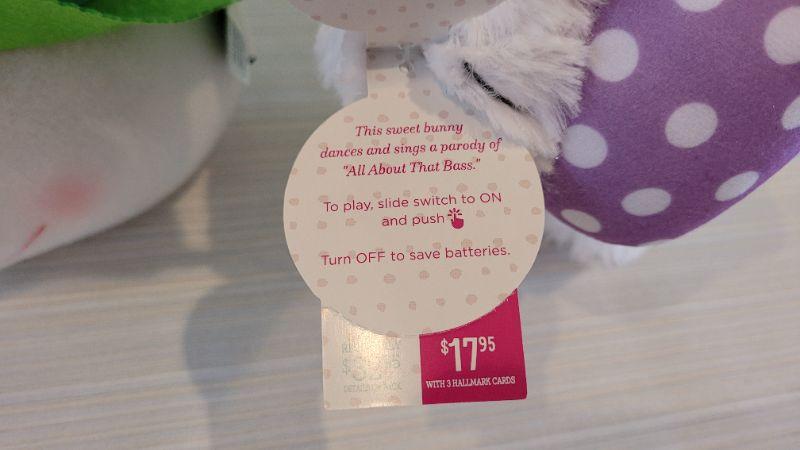 This sweet bunny
dances and sings a parody of
"All About That Bass."
To play, slide switch to ON
and push
Turn OFF to save batteries.
$17.95
WITH 3 HALLMARK CARDS